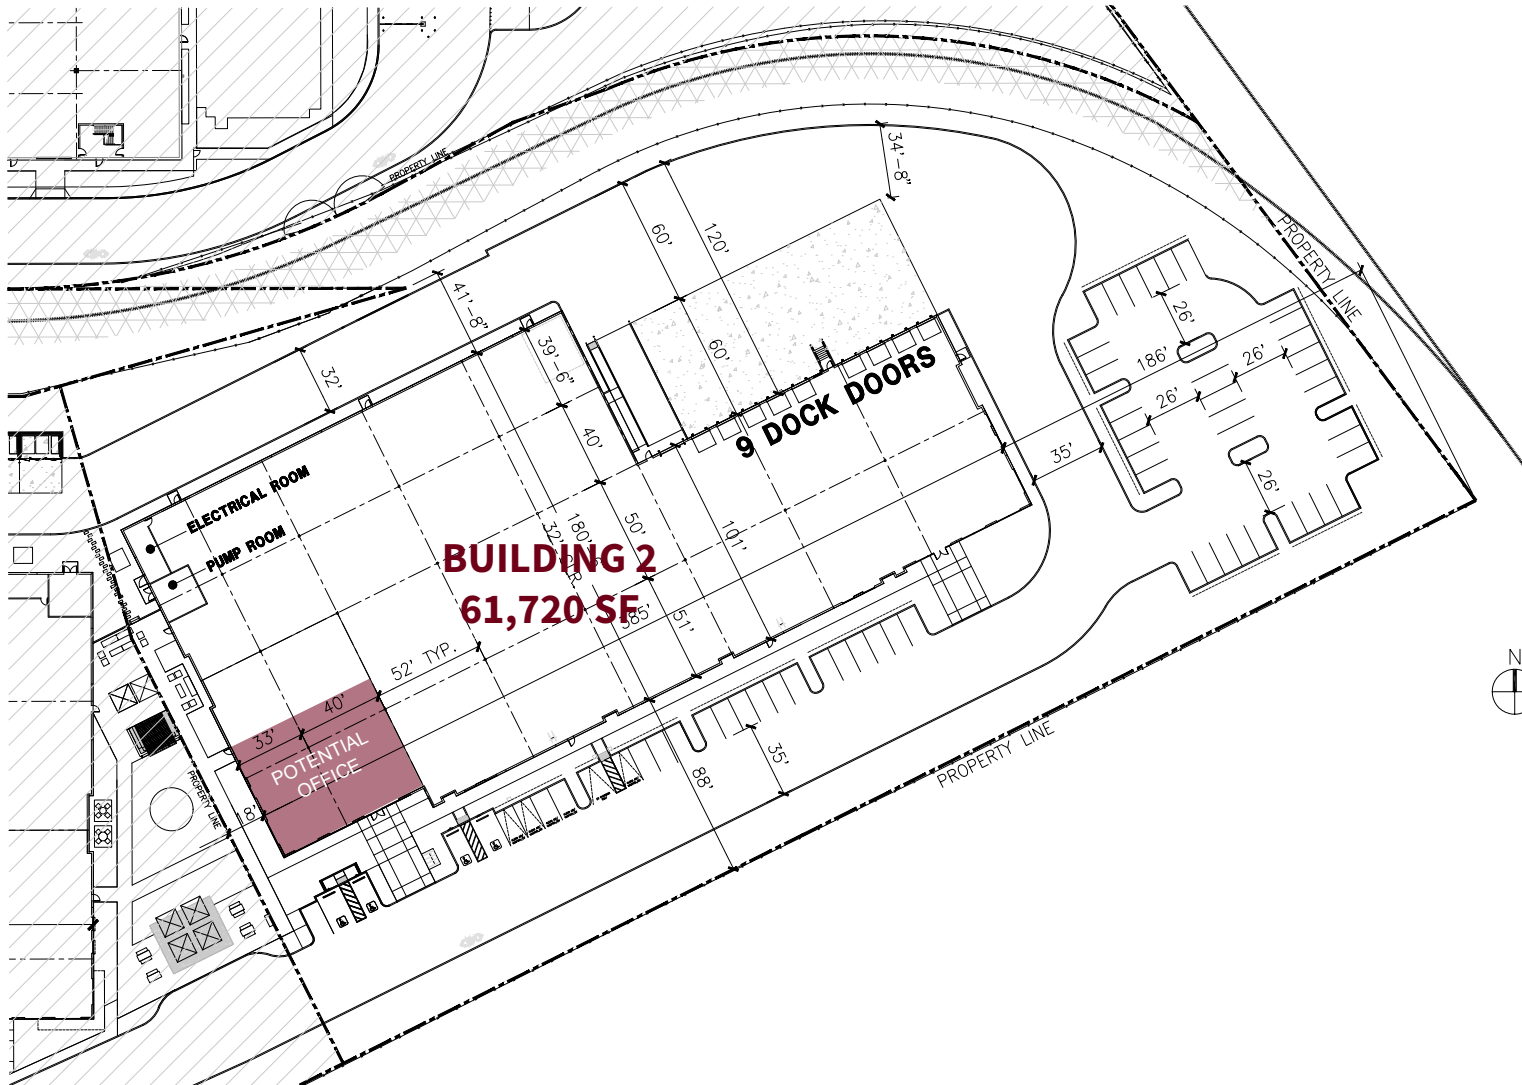 PROPERTY LINE
34'-8"
60'
120'
PROPERTY LINE
41'-8"
26'
39'-6"
60'
186'
26'
32'
26'
9 DOCK DOORS
40'
35'
ELECTRICAL ROOM
26'
PUMP ROOM
50'
180'
101'
BUILDING 2
61,720 SF
51'
52' TYP.
N
40'
33'
POTENTIAL
OFFICE
PROPERTY LINE
35'
88'
PROPERTY LINE